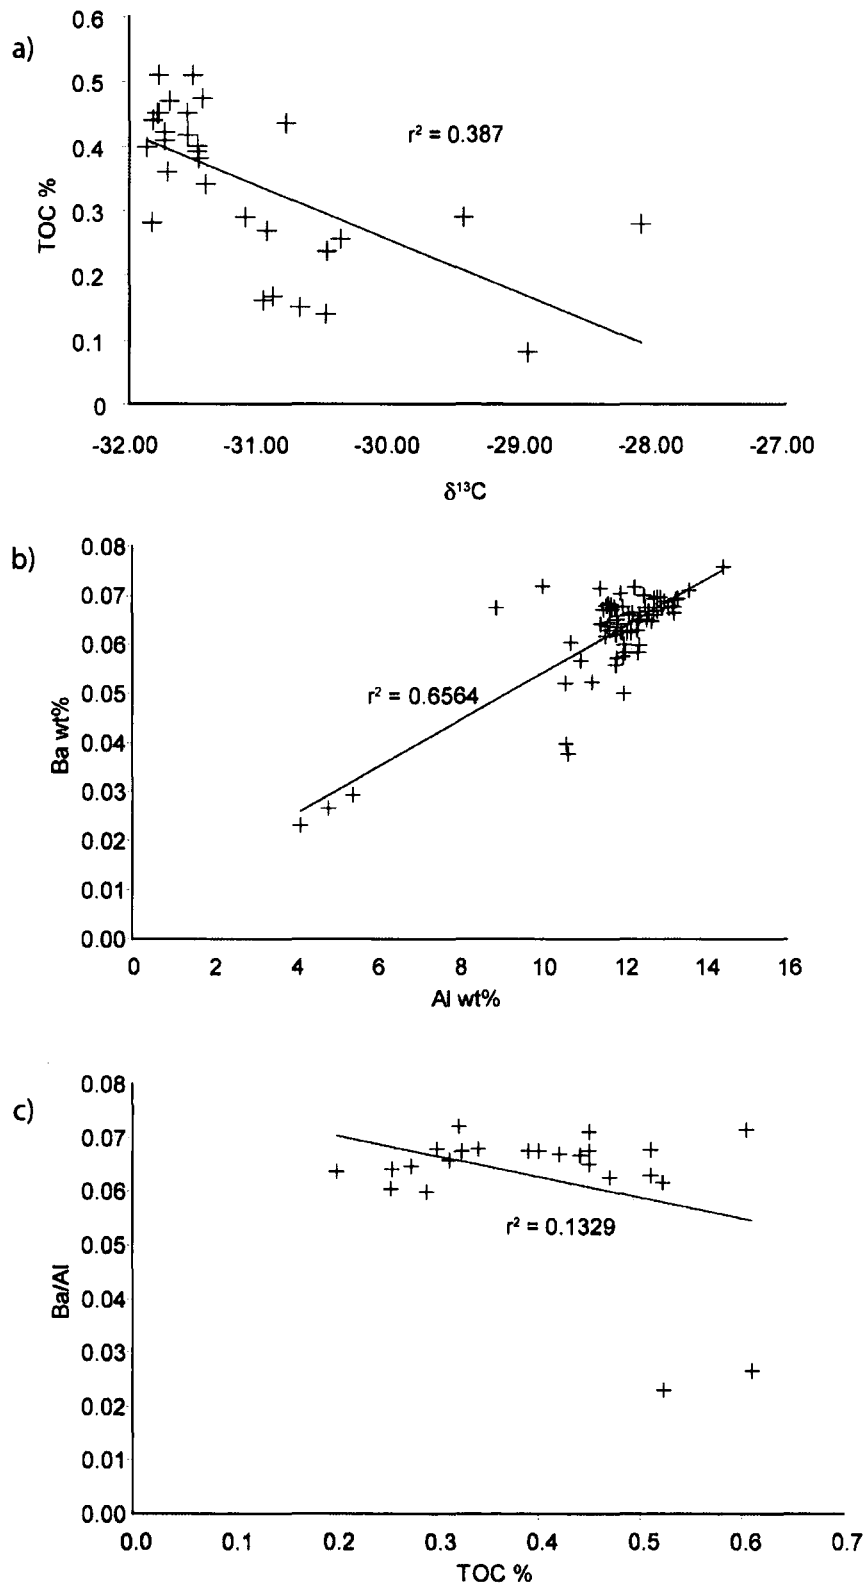 a)
0.6
0.5
0.4
0.3
0.2
0.1
0
TOC %
r² = 0.387
-32.00 -31.00 -30.00 -29.00 -28.00 -27.00
δ¹³C
b)
0.08
0.07
0.06
0.05
0.04
0.03
0.02
0.01
0.00
Ba wt%
r² = 0.6564
0 2 4 6 8 10 12 14 16
Al wt%
c)
0.08
0.07
0.06
0.05
0.04
0.03
0.02
0.01
0.00
Ba/Al
r² = 0.1329
0.0 0.1 0.2 0.3 0.4 0.5 0.6 0.7
TOC %